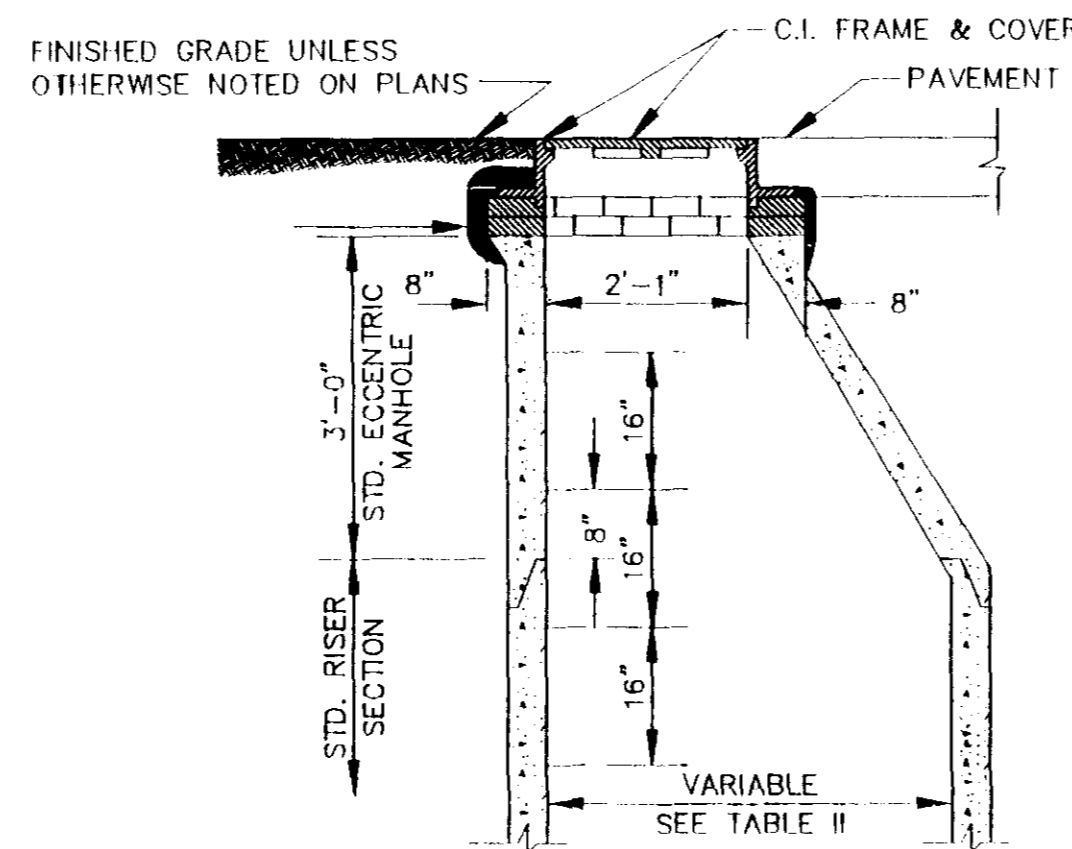 FINISHED GRADE UNLESS
OTHERWISE NOTED ON PLANS
C.I. FRAME & COVER
PAVEMENT
8"
2'-1"
8"
3'-0"
STD. ECCENTRIC
MANHOLE
16"
8"
16"
16"
STD. RISER
SECTION
VARIABLE
SEE TABLE II